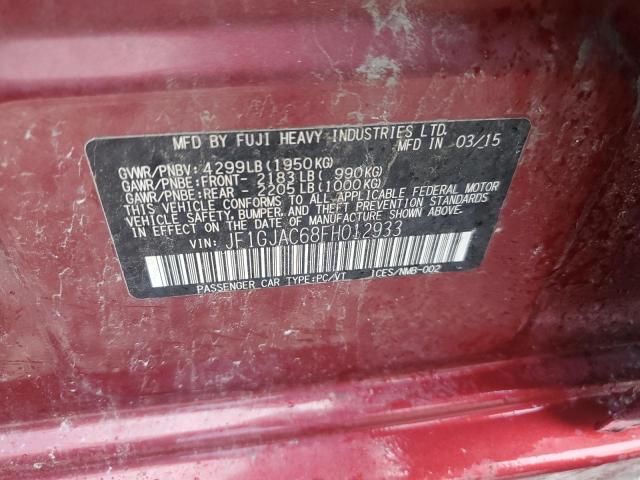 MFD BY FUJI HEAVY INDUSTRIES LTD.
MFD IN 03/15
GVWR/PNBV: 4299LB(1950KG)
GAWR/PNBE:FRONT- 2183LB( 990KG)
GAWR/PNBE:REAR - 2205LB(1000KG)
THIS VEHICLE CONFORMS TO ALL APPLICABLE FEDERAL MOTOR
VEHICLE SAFETY, BUMPER, AND THEFT PREVENTION STANDARDS
IN EFFECT ON THE DATE OF MANUFACTURE SHOWN ABOVE.
VIN: JF1GJAC68FH012933
PASSENGER CAR TYPE:PC/VT ICES/NMB-002